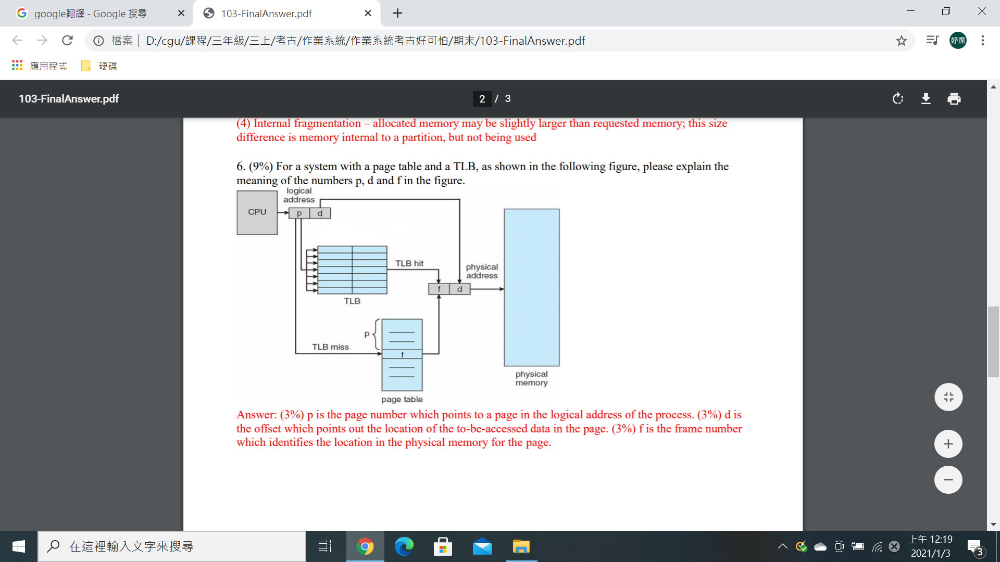 google翻譯 - Google 搜尋
103-FinalAnswer.pdf
檔案 | D:/cgu/課程/三年級/三上/考古/作業系統/作業系統考古好可怕/期末/103-FinalAnswer.pdf
妤霈
應用程式
硬碟
103-FinalAnswer.pdf
2 / 3
(4) Internal fragmentation – allocated memory may be slightly larger than requested memory; this size
difference is memory internal to a partition, but not being used
6. (9%) For a system with a page table and a TLB, as shown in the following figure, please explain the
meaning of the numbers p, d and f in the figure.
logical
address
CPU
p d
TLB hit
physical
address
f d
TLB
p
TLB miss
f
physical
memory
page table
Answer: (3%) p is the page number which points to a page in the logical address of the process. (3%) d is
the offset which points out the location of the to-be-accessed data in the page. (3%) f is the frame number
which identifies the location in the physical memory for the page.
在這裡輸入文字來搜尋
上午 12:19
2021/1/3
3